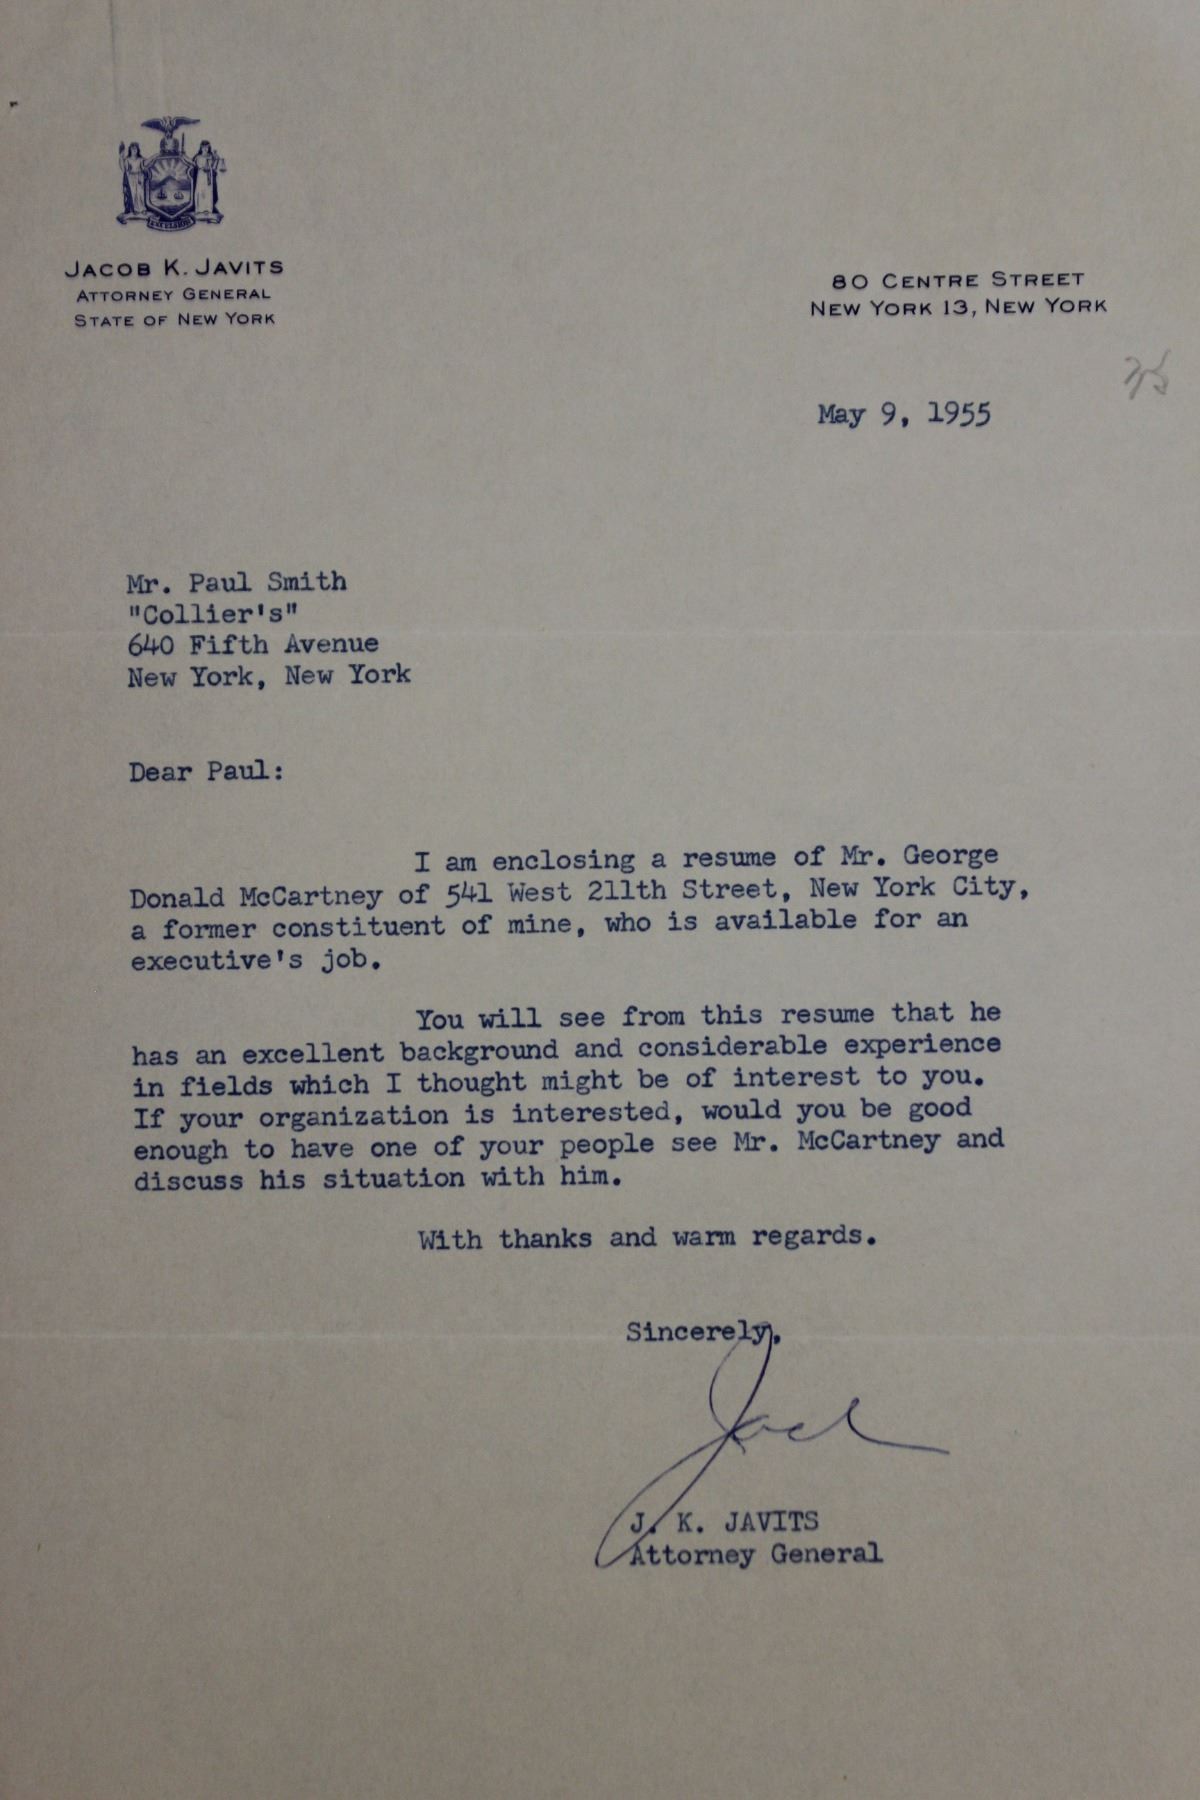 EXCELSIOR
JACOB K. JAVITS
ATTORNEY GENERAL
STATE OF NEW YORK
80 CENTRE STREET
NEW YORK 13, NEW YORK
May 9, 1955
Mr. Paul Smith
"Collier's"
640 Fifth Avenue
New York, New York
Dear Paul:
I am enclosing a resume of Mr. George
Donald McCartney of 541 West 211th Street, New York City,
a former constituent of mine, who is available for an
executive's job.
You will see from this resume that he
has an excellent background and considerable experience
in fields which I thought might be of interest to you.
If your organization is interested, would you be good
enough to have one of your people see Mr. McCartney and
discuss his situation with him.
With thanks and warm regards.
Sincerely,
Jack
J. K. JAVITS
Attorney General